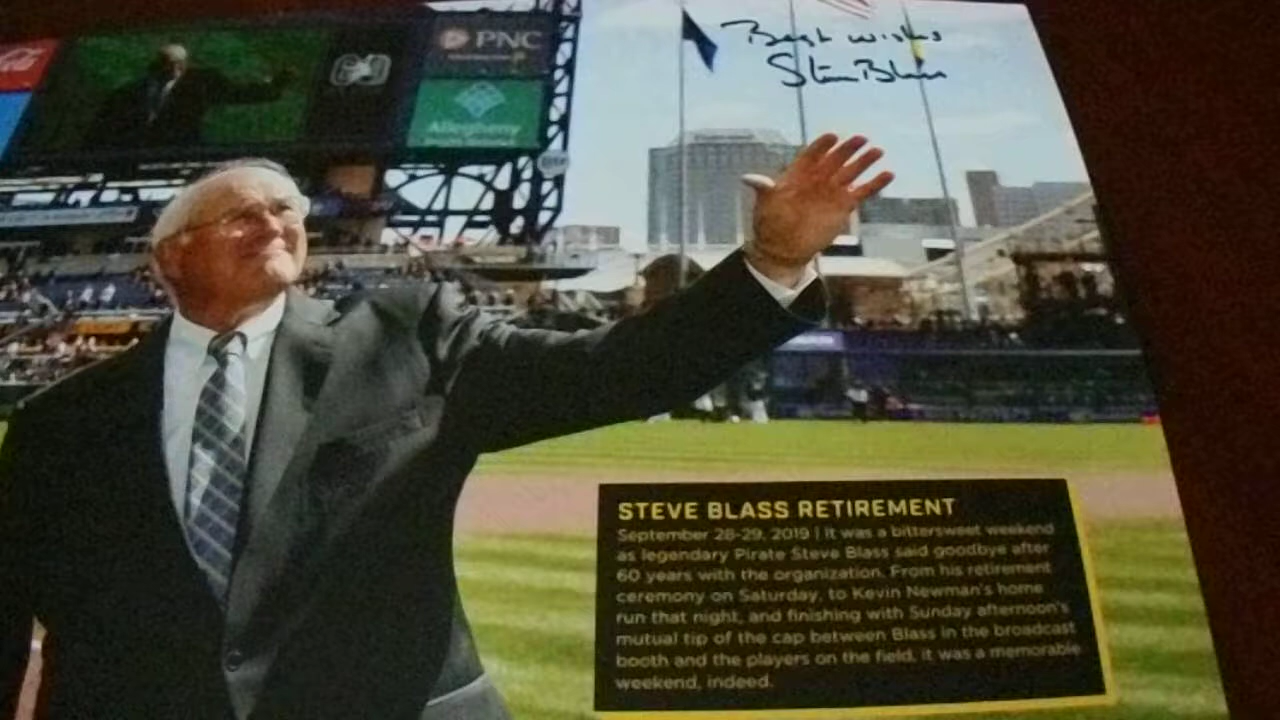 PNC
Best wishes
Steve Blass
Allegheny
STEVE BLASS RETIREMENT
September 28-29, 2019 | It was a bittersweet weekend
as legendary Pirate Steve Blass said goodbye after
60 years with the organization. From his retirement
ceremony on Saturday, to Kevin Newman's home
run that night, and finishing with Sunday afternoon's
mutual tip of the cap between Blass in the broadcast
booth and the players on the field, it was a memorable
weekend, indeed.